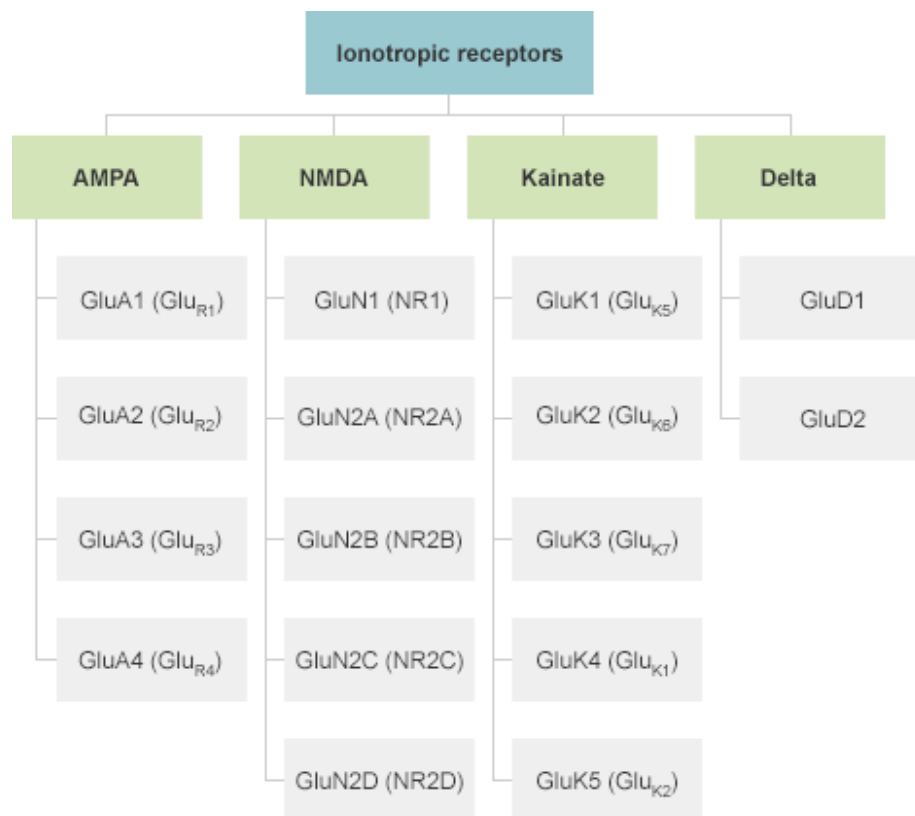 Ionotropic receptors
AMPA
NMDA
Kainate
Delta
GluA1 (GluR1)
GluN1 (NR1)
GluK1 (GluK5)
GluD1
GluA2 (GluR2)
GluN2A (NR2A)
GluK2 (GluK6)
GluD2
GluA3 (GluR3)
GluN2B (NR2B)
GluK3 (GluK7)
GluA4 (GluR4)
GluN2C (NR2C)
GluK4 (GluK1)
GluN2D (NR2D)
GluK5 (GluK2)